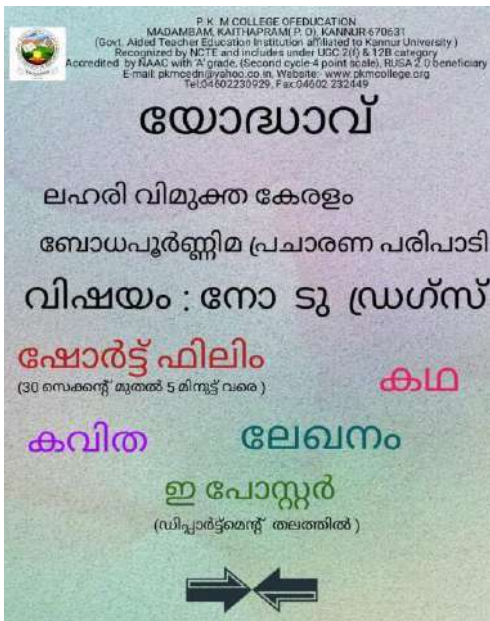 P. K. M COLLEGE OFEDUCATION
MADAMBAM, KAITHAPRAM( P. O), KANNUR-670631
(Govt. Aided Teacher Education Institution affiliated to Kannur University )
Recognized by NCTE and includes under UGC 2(f) & 12B category
Accredited by NAAC with 'A' grade, (Second cycle-4 point scale), RUSA 2.0 beneficiary
E-mail: pkmcedn@yahoo.co.in, Website:- www.pkmcollege.org
Tel:04602230929, Fax:04602 232449
യോദ്ധാവ്
ലഹരി വിമുക്ത കേരളം
ബോധപൂർണ്ണിമ പ്രചാരണ പരിപാടി
വിഷയം : നോ ടു ഡ്രഗ്സ്
ഷോർട്ട് ഫിലിം
(30 സെക്കന്റ് മുതൽ 5 മിനുട്ട് വരെ )
കഥ
കവിത ലേഖനം
ഇ പോസ്റ്റർ
(ഡിപ്പാർട്ട്മെന്റ് തലത്തിൽ )